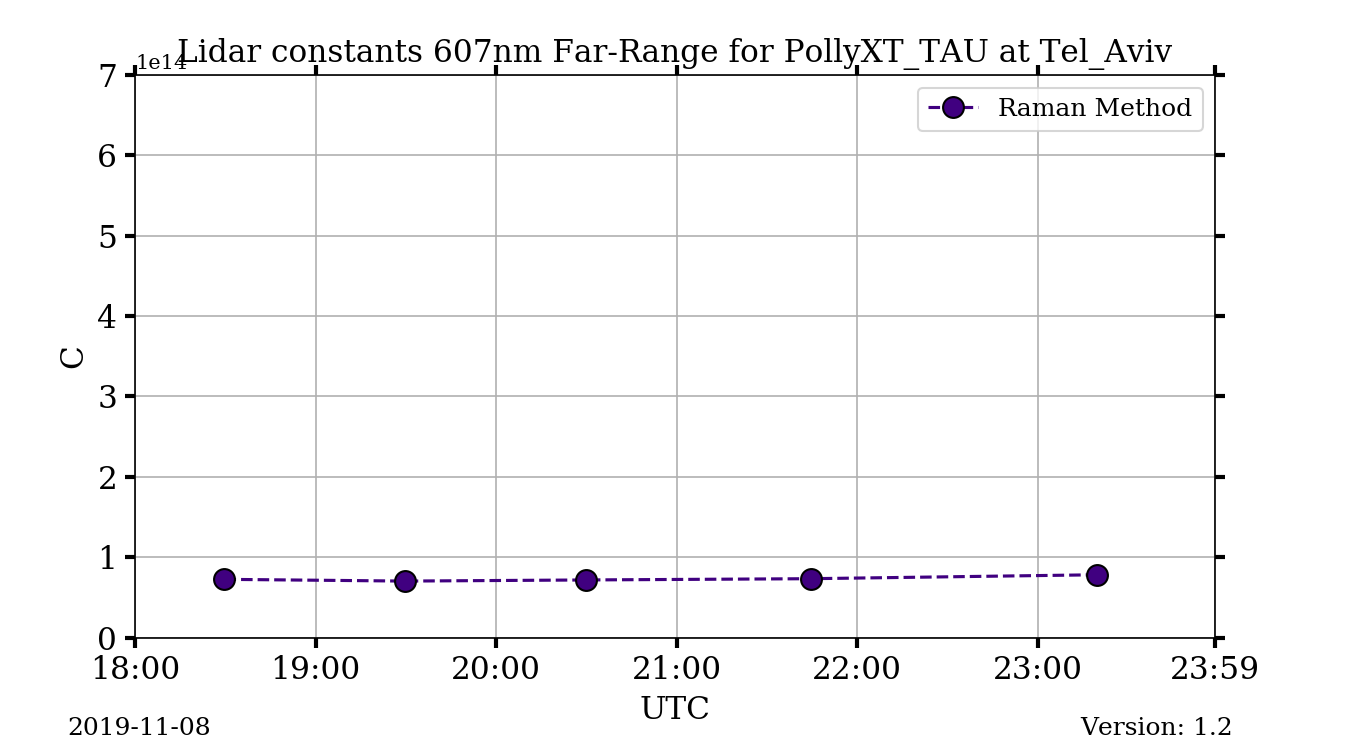 Lidar constants 607nm Far-Range for PollyXT_TAU at Tel_Aviv
1e14
7
6
5
4
3
2
1
0
C
Raman Method
18:00 19:00 20:00 21:00 22:00 23:00 23:59
UTC
2019-11-08 Version: 1.2